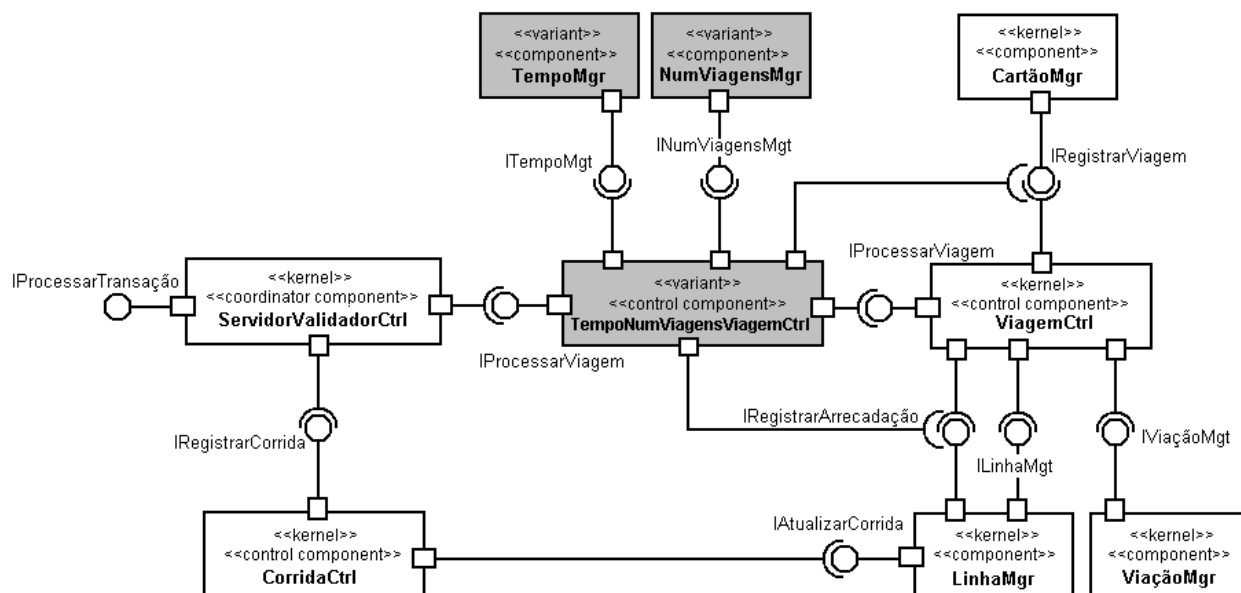 <<variant>>
<<component>>
TempoMgr
<<variant>>
<<component>>
NumViagensMgr
<<kernel>>
<<component>>
CartãoMgr
ITempoMgt
INumViagensMgt
IRegistrarViagem
IProcessarTransação
<<kernel>>
<<coordinator component>>
ServidorValidadorCtrl
IProcessarViagem
<<variant>>
<<control component>>
TempoNumViagensViagemCtrl
IProcessarViagem
<<kernel>>
<<control component>>
ViagemCtrl
IRegistrarCorrida
IRegistrarArrecadação
ILinhaMgt
IViaçãoMgt
<<kernel>>
<<control component>>
CorridaCtrl
IAtualizarCorrida
<<kernel>>
<<component>>
LinhaMgr
<<kernel>>
<<component>>
ViaçãoMgr